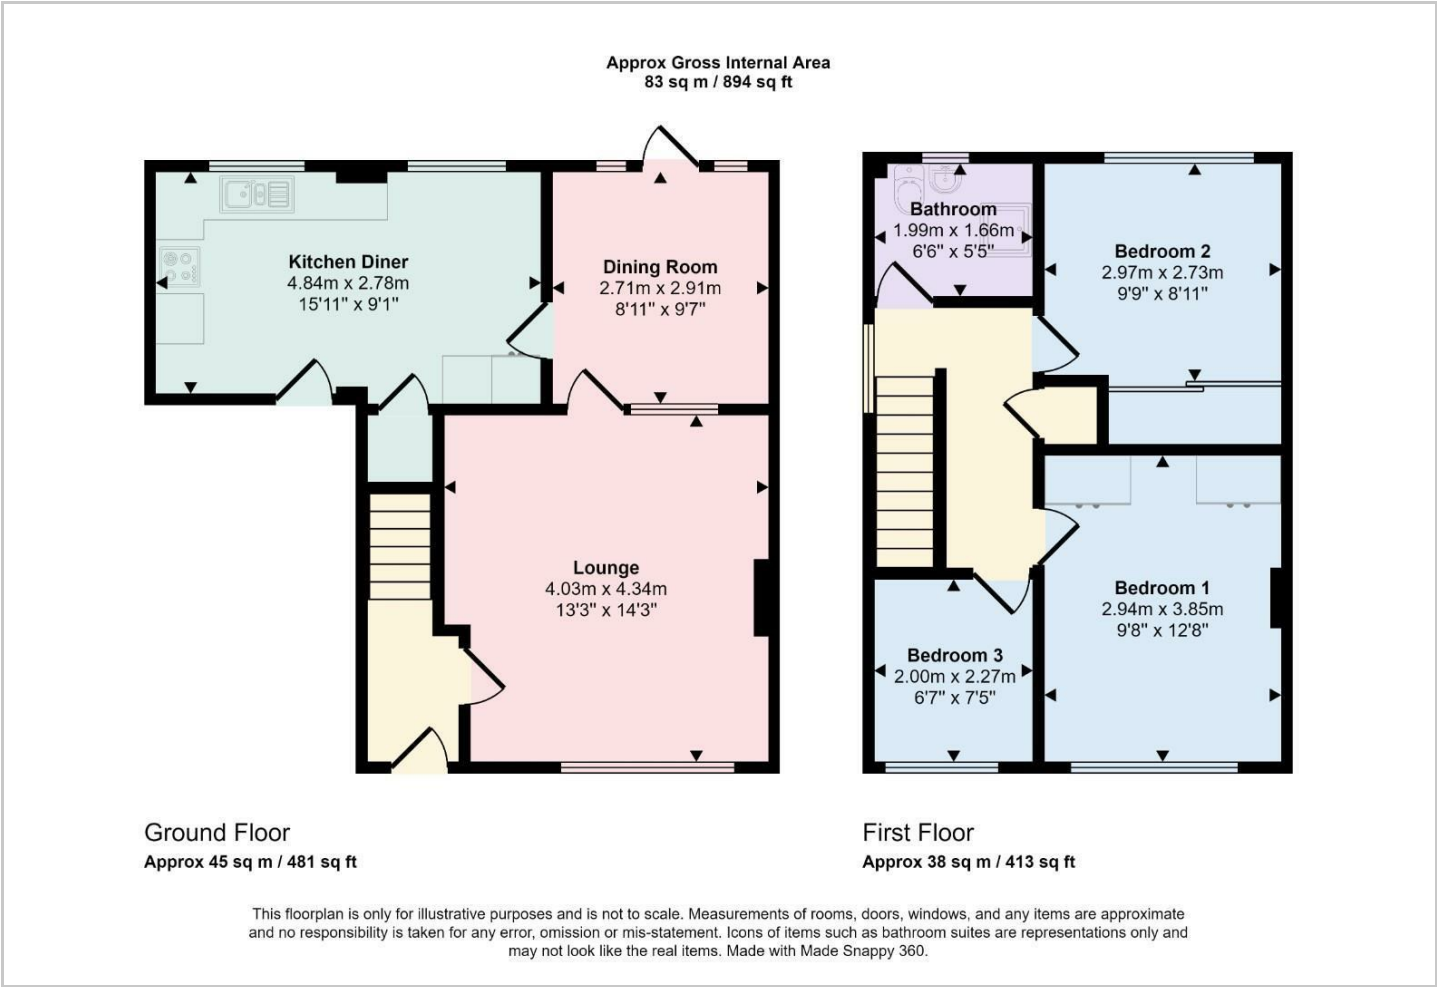 Approx Gross Internal Area
83 sq m / 894 sq ft
Kitchen Diner
4.84m x 2.78m
15'11" x 9'1"
Dining Room
2.71m x 2.91m
8'11" x 9'7"
Lounge
4.03m x 4.34m
13'3" x 14'3"
Bathroom
1.99m x 1.66m
6'6" x 5'5"
Bedroom 2
2.97m x 2.73m
9'9" x 8'11"
Bedroom 1
2.94m x 3.85m
9'8" x 12'8"
Bedroom 3
2.00m x 2.27m
6'7" x 7'5"
Ground Floor
Approx 45 sq m / 481 sq ft
First Floor
Approx 38 sq m / 413 sq ft
This floorplan is only for illustrative purposes and is not to scale. Measurements of rooms, doors, windows, and any items are approximate
and no responsibility is taken for any error, omission or mis-statement. Icons of items such as bathroom suites are representations only and
may not look like the real items. Made with Made Snappy 360.